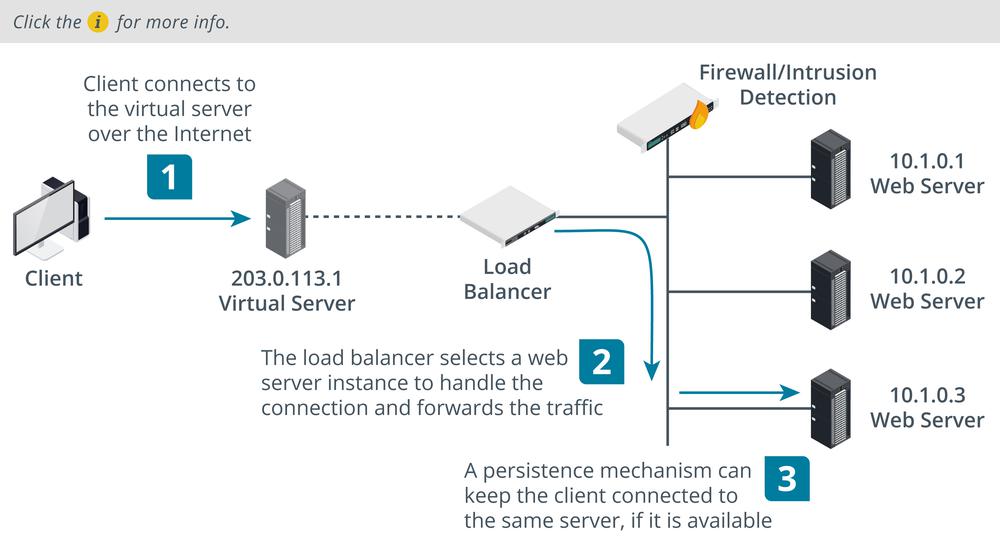 Click the i for more info.
Client connects to
the virtual server
over the Internet
1
Client
203.0.113.1
Virtual Server
Load
Balancer
Firewall/Intrusion
Detection
10.1.0.1
Web Server
10.1.0.2
Web Server
10.1.0.3
Web Server
The load balancer selects a web
server instance to handle the
connection and forwards the traffic
2
A persistence mechanism can
keep the client connected to
the same server, if it is available
3